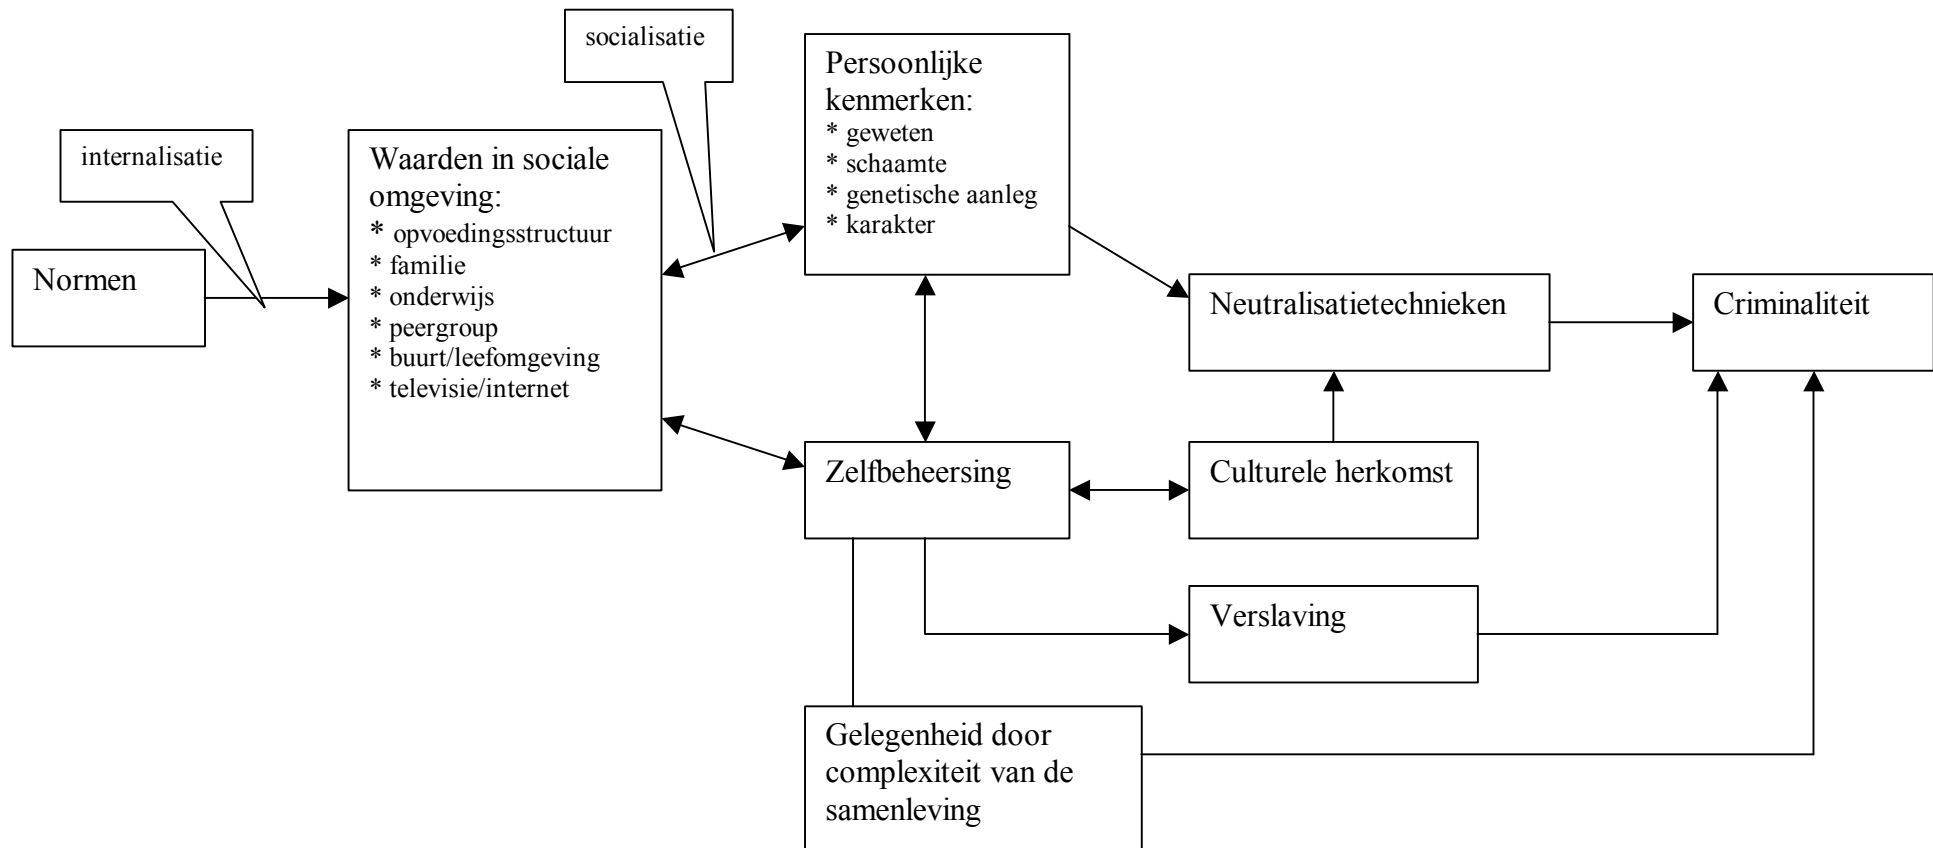 socialisatie
internalisatie
Normen
Waarden in sociale
omgeving:
* opvoedingsstructuur
* familie
* onderwijs
* peergroup
* buurt/leefomgeving
* televisie/internet
Persoonlijke
kenmerken:
* geweten
* schaamte
* genetische aanleg
* karakter
Neutralisatietechnieken
Criminaliteit
Zelfbeheersing
Culturele herkomst
Verslaving
Gelegenheid door
complexiteit van de
samenleving